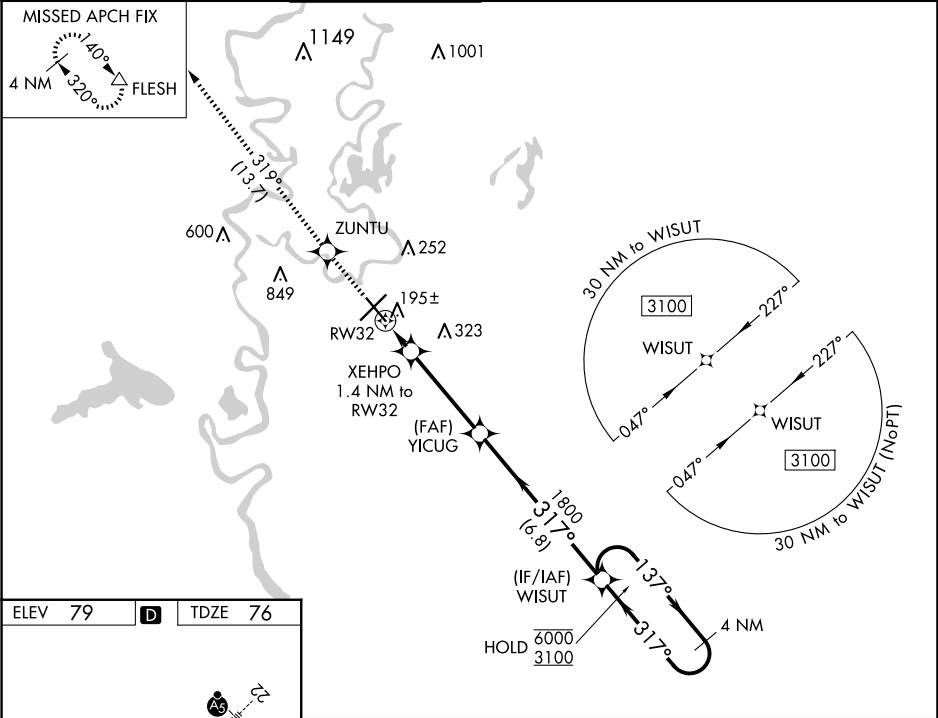 MISSED APCH FIX
140°
4 NM
320°
FLESH
1149
1001
319°
(13.7)
600
ZUNTU
252
849
195±
RW32
323
XEHPO
1.4 NM to
RW32
(FAF)
YICUG
30 NM to WISUT
3100
227°
WISUT
047°
227°
WISUT
047°
3100
30 NM to WISUT (NoPT)
1800
317°
(6.8)
(IF/IAF)
WISUT
137°
317°
4 NM
HOLD 6000
3100
ELEV 79 D TDZE 76
A5
22